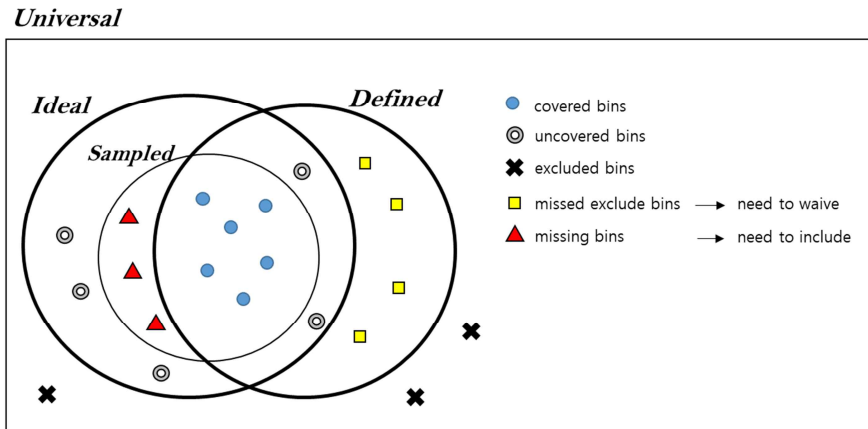 Universal
Ideal
Defined
Sampled
covered bins
uncovered bins
excluded bins
missed exclude bins → need to waive
missing bins → need to include